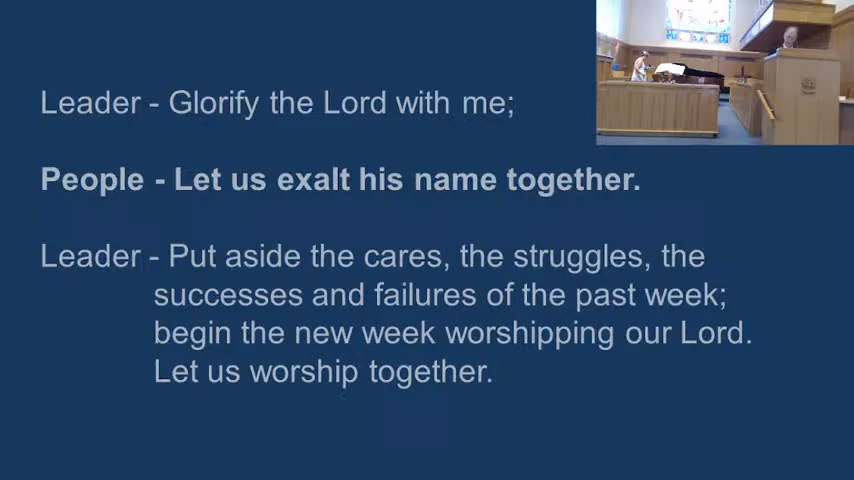 Leader - Glorify the Lord with me;
People - Let us exalt his name together.
Leader - Put aside the cares, the struggles, the
successes and failures of the past week;
begin the new week worshipping our Lord.
Let us worship together.